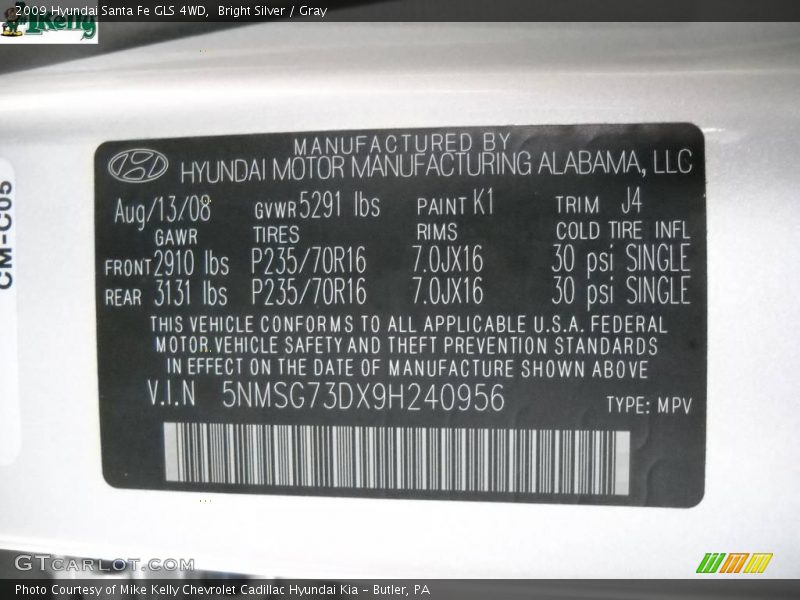 2009 Hyundai Santa Fe GLS 4WD, Bright Silver / Gray
Kelly
CM-C05
MANUFACTURED BY
HYUNDAI MOTOR MANUFACTURING ALABAMA, LLC
Aug/13/08 GVWR 5291 lbs PAINT K1 TRIM J4
GAWR TIRES RIMS COLD TIRE INFL
FRONT 2910 lbs P235/70R16 7.0JX16 30 psi SINGLE
REAR 3131 lbs P235/70R16 7.0JX16 30 psi SINGLE
THIS VEHICLE CONFORMS TO ALL APPLICABLE U.S.A. FEDERAL
MOTOR VEHICLE SAFETY AND THEFT PREVENTION STANDARDS
IN EFFECT ON THE DATE OF MANUFACTURE SHOWN ABOVE
V.I.N 5NMSG73DX9H240956 TYPE: MPV
GTCARLOT.COM
Photo Courtesy of Mike Kelly Chevrolet Cadillac Hyundai Kia - Butler, PA